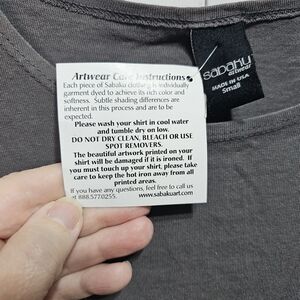 Artwear Care Instructions
Each piece of Sabaku clothing is individually
garment dyed to achieve its rich color and
softness. Subtle shading differences are
inherent in this process and are to be
expected.
Please wash your shirt in cool water
and tumble dry on low.
DO NOT DRY CLEAN, BLEACH OR USE
SPOT REMOVERS.
The beautiful artwork printed on your
shirt will be damaged if it is ironed. If
you must touch up your shirt, please take
care to keep the hot iron away from all
printed areas.
If you have any questions, feel free to call us
at 888.577.0255.
www.sabakuart.com
sabaku
artwear
MADE IN USA
Small